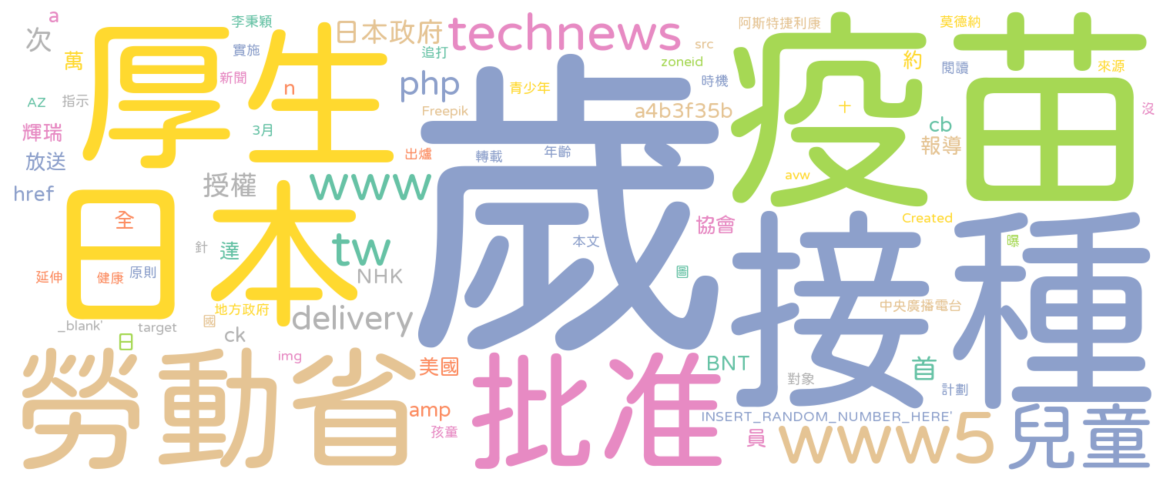 a
李秉穎
次
日本政府
technews
阿斯特捷利康
莫德納
實施
追打
src
萬
新聞
zoneid
約
閱讀
來源
厚生
疫苗
php
青少年
時機
n
AZ
指示
Freepik
a4b3f35b
十
沒
輝瑞
3月
cb
放送
出爐
轉載
年齡
報導
歲
href
授權
www
avw
日本
接種
全
協會
Created
針
達
tw
本文
曝
延伸
健康
原則
NHK
圖
地方政府
國
delivery
中央廣播電台
_blank'
target
ck
日
勞動省
img
美國
批准
BNT
首
對象
計劃
amp
孩童
INSERT_RANDOM_NUMBER_HERE'
員
www5
兒童